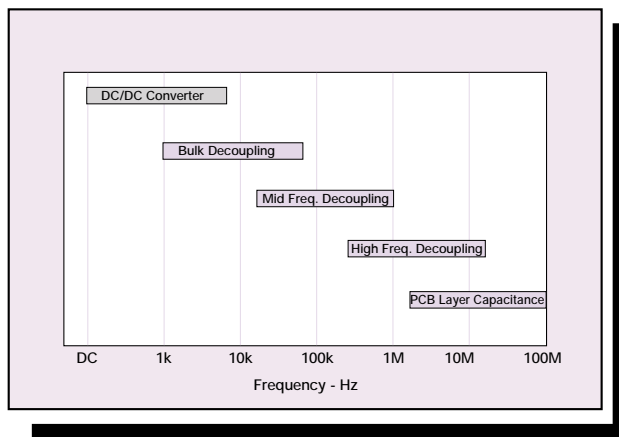 DC/DC Converter
Bulk Decoupling
Mid Freq. Decoupling
High Freq. Decoupling
PCB Layer Capacitance
DC 1k 10k 100k 1M 10M 100M
Frequency - Hz